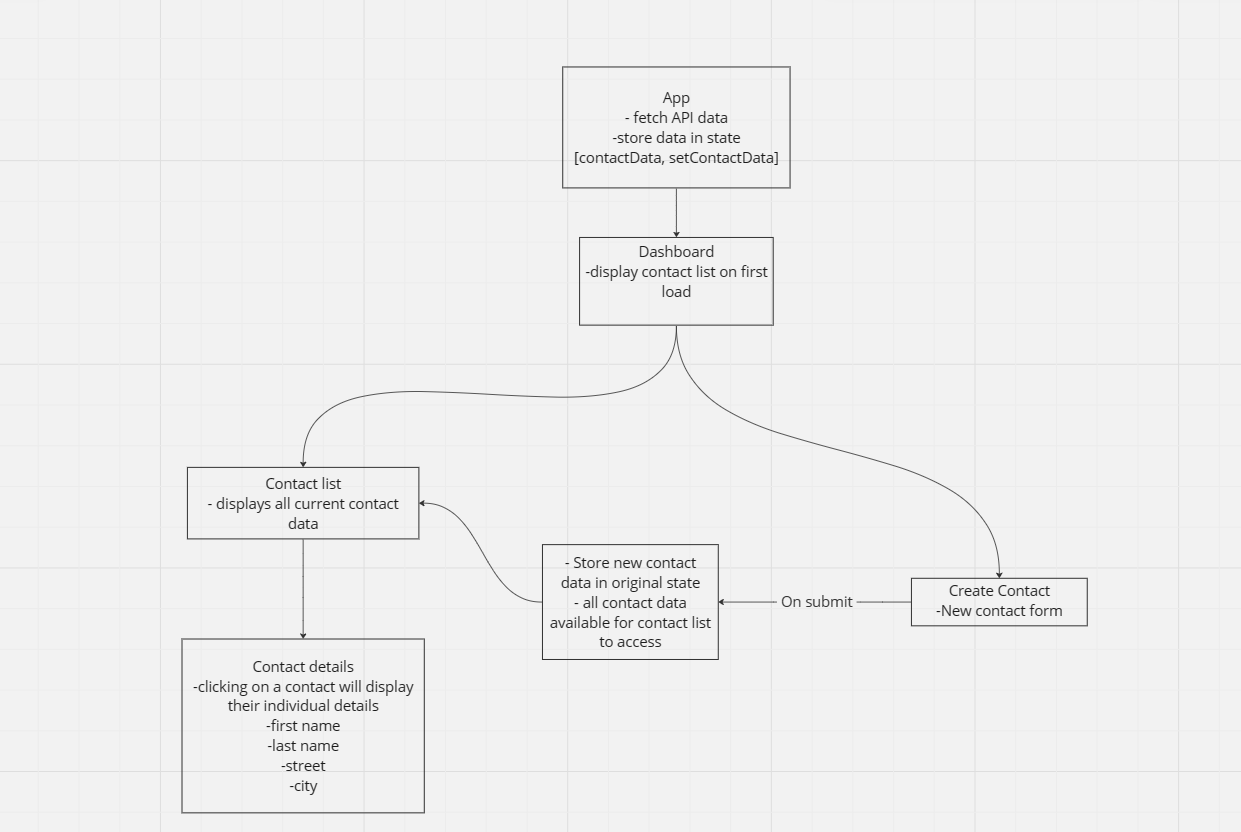 App
- fetch API data
-store data in state
[contactData, setContactData]
Dashboard
-display contact list on first
load
Contact list
- displays all current contact
data
- Store new contact
data in original state
- all contact data
available for contact list
to access
On submit
Create Contact
-New contact form
Contact details
-clicking on a contact will display
their individual details
-first name
-last name
-street
-city